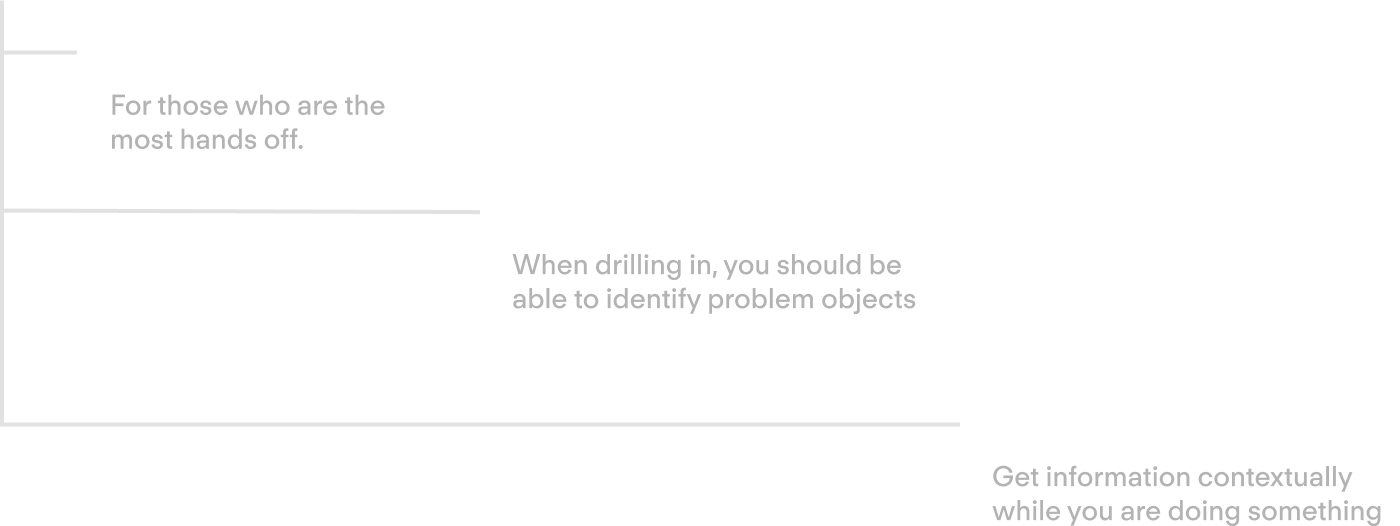 For those who are the
most hands off.
When drilling in, you should be
able to identify problem objects
Get information contextually
while you are doing something